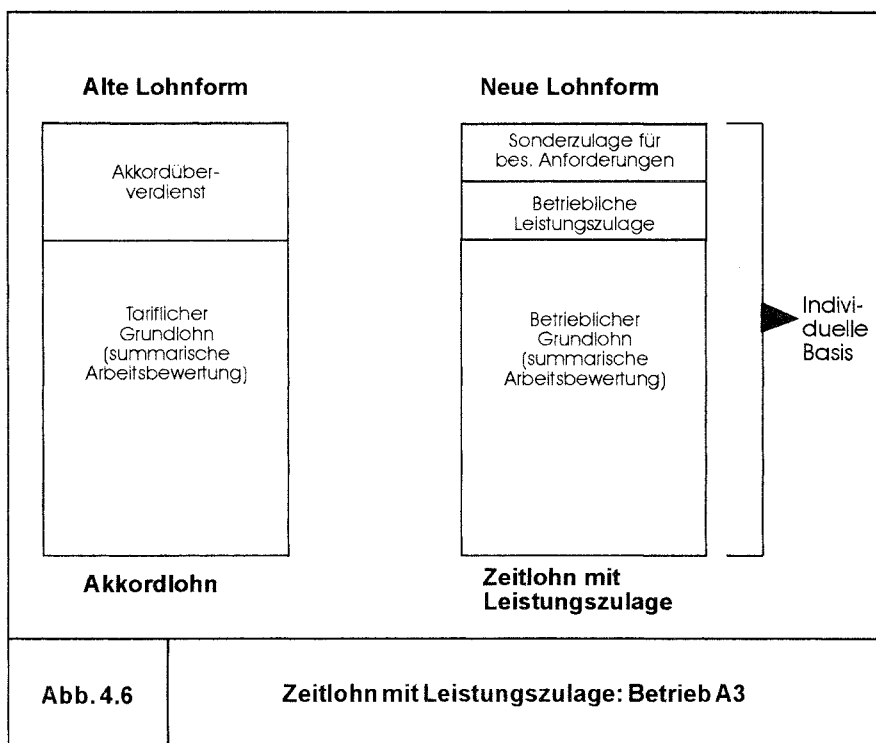 Alte Lohnform
Akkordüber-
verdienst
Tariflicher
Grundlohn
(summarische
Arbeitsbewertung)
Akkordlohn
Neue Lohnform
Sonderzulage für
bes. Anforderungen
Betriebliche
Leistungszulage
Betrieblicher
Grundlohn
(summarische
Arbeitsbewertung)
Zeitlohn mit
Leistungszulage
Indivi-
duelle
Basis
Abb. 4.6
Zeitlohn mit Leistungszulage: Betrieb A3